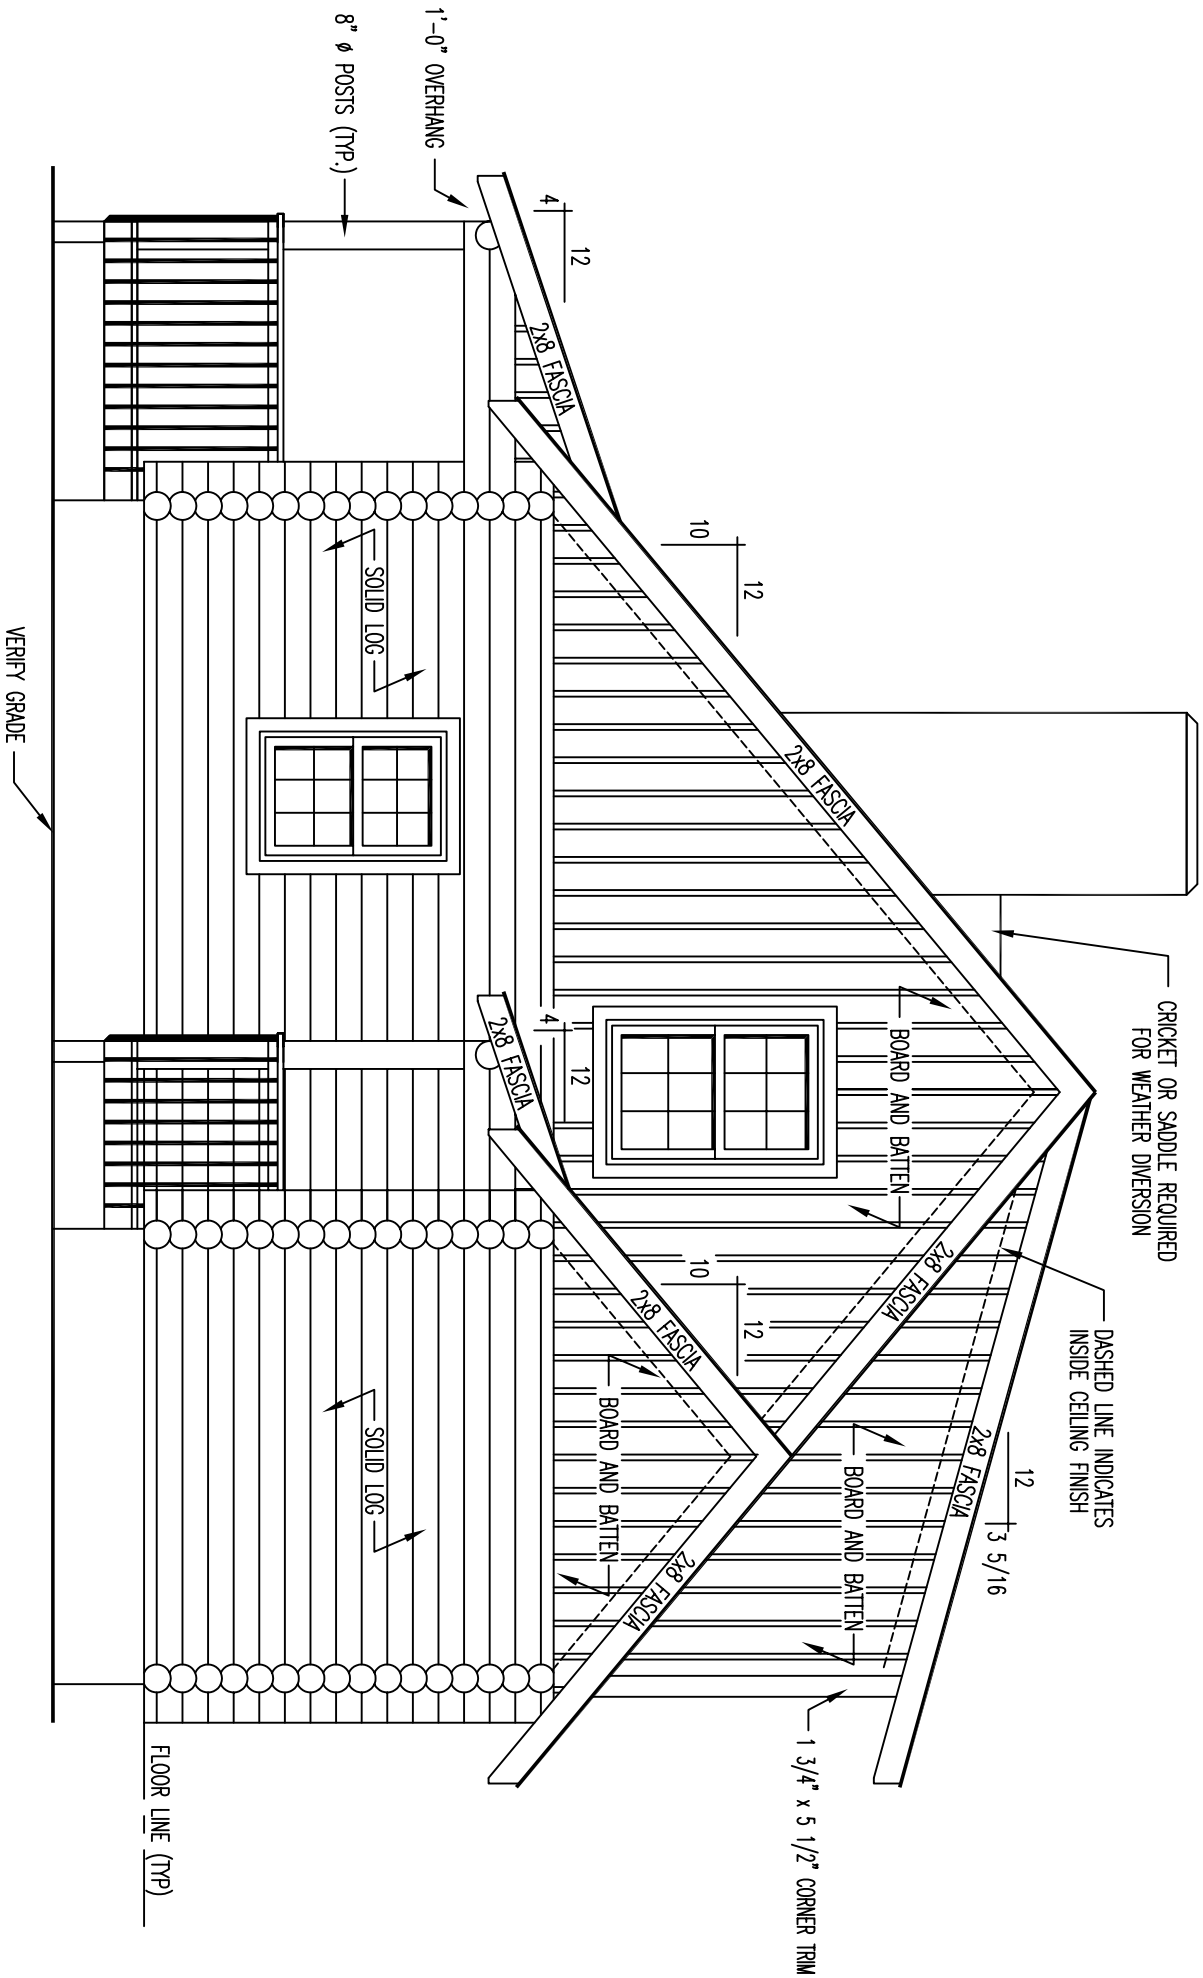 CRICKET OR SADDLE REQUIRED
FOR WEATHER DIVERSION
DASHED LINE INDICATES
INSIDE CEILING FINISH
12
3 5/16
2x8 FASCIA
2x8 FASCIA
2x8 FASCIA
BOARD AND BATTEN
BOARD AND BATTEN
1 3/4" x 5 1/2" CORNER TRIM
12
10
12
10
2x8 FASCIA
2x8 FASCIA
BOARD AND BATTEN
12
4
2x8 FASCIA
12
4
2x8 FASCIA
1'-0" OVERHANG
8" ø POSTS (TYP.)
SOLID LOG
SOLID LOG
FLOOR LINE (TYP)
VERIFY GRADE